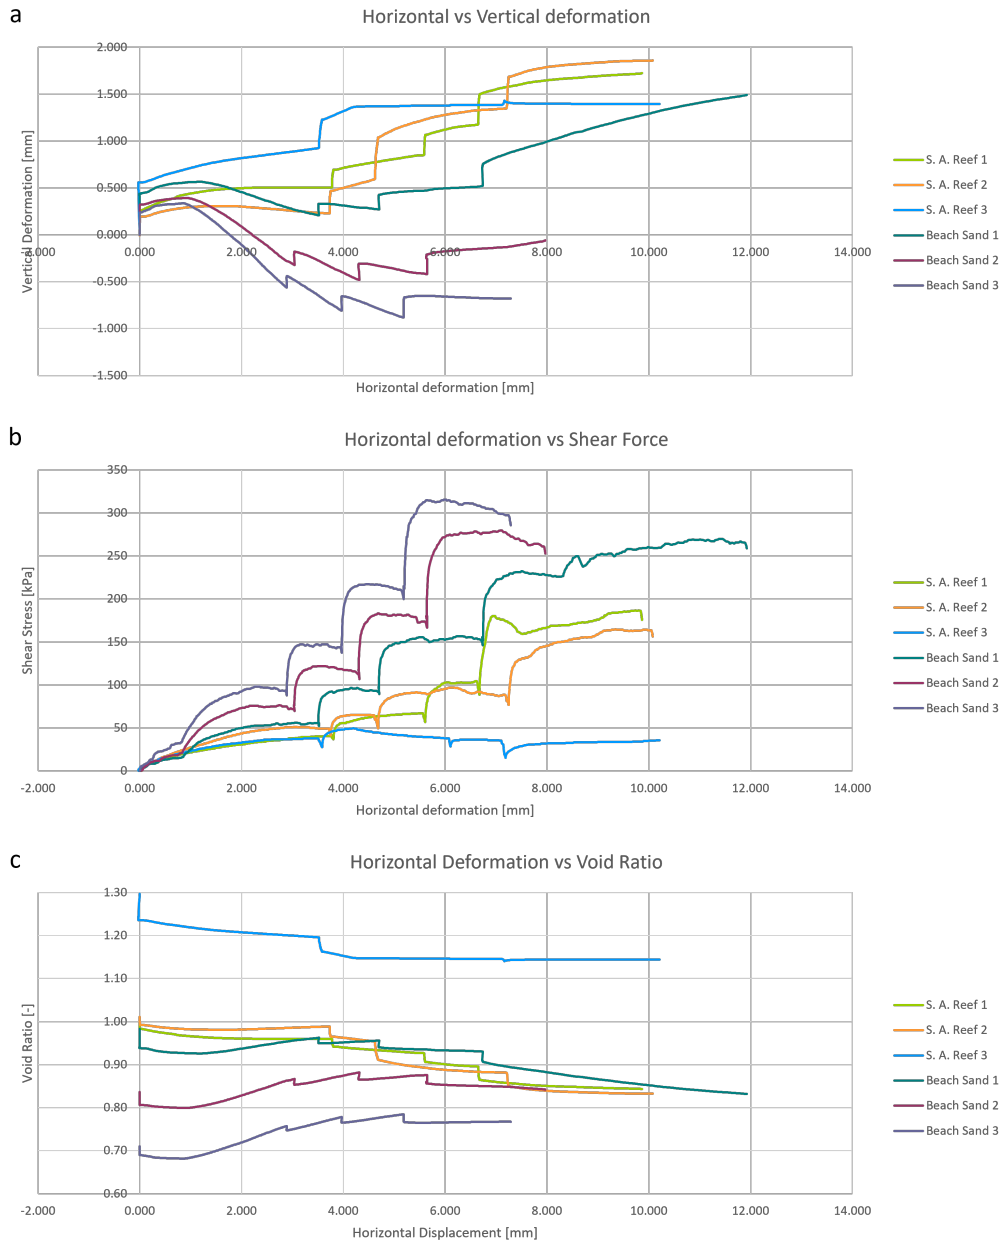 a
Horizontal vs Vertical deformation
2.000
1.500
1.000
0.500
0.000
-0.500
-1.000
-1.500
2.000 4.000 6.000 8.000 10.000 12.000 14.000
Vertical Deformation [mm]
Horizontal deformation [mm]
S. A. Reef 1
S. A. Reef 2
S. A. Reef 3
Beach Sand 1
Beach Sand 2
Beach Sand 3
b
Horizontal deformation vs Shear Force
350
300
250
200
150
100
50
0
-2.000 0.000 2.000 4.000 6.000 8.000 10.000 12.000 14.000
Shear Stress [kPa]
Horizontal deformation [mm]
S. A. Reef 1
S. A. Reef 2
S. A. Reef 3
Beach Sand 1
Beach Sand 2
Beach Sand 3
c
Horizontal Deformation vs Void Ratio
1.30
1.20
1.10
1.00
0.90
0.80
0.70
0.60
-2.000 0.000 2.000 4.000 6.000 8.000 10.000 12.000 14.000
Void Ratio [-]
Horizontal Displacement [mm]
S. A. Reef 1
S. A. Reef 2
S. A. Reef 3
Beach Sand 1
Beach Sand 2
Beach Sand 3